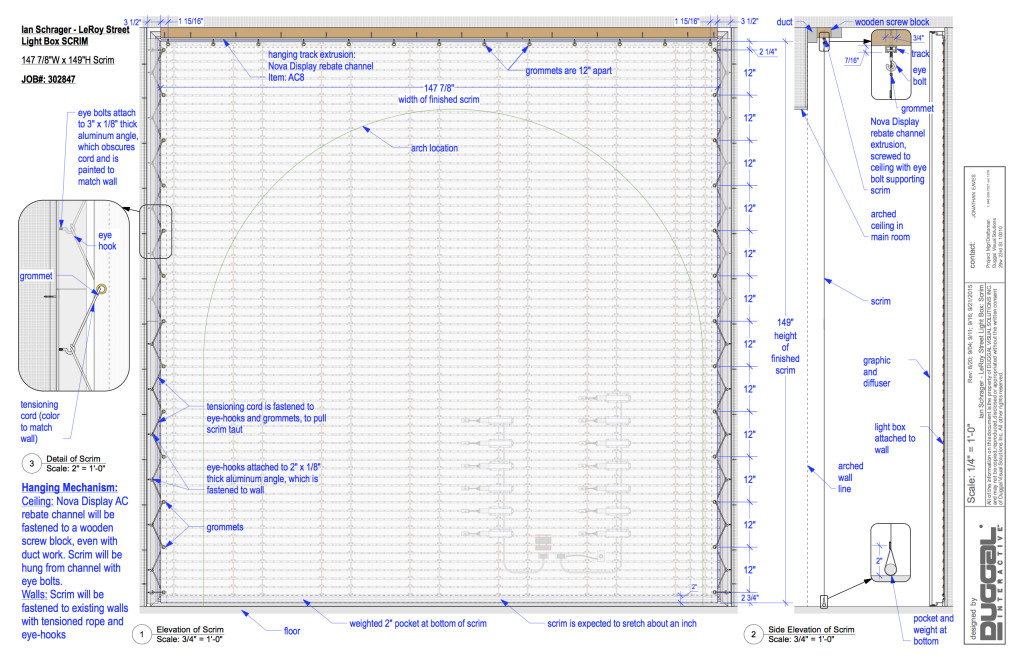 Ian Schrager - LeRoy Street
Light Box SCRIM
147 7/8"W x 149"H Scrim
JOB#: 302847
3 1/2"
1 15/16"
1 15/16"
3 1/2"
hanging track extrusion:
Nova Display rebate channel
Item: AC8
grommets are 12" apart
2 1/4"
147 7/8"
width of finished scrim
arch location
12"
12"
12"
12"
12"
12"
12"
12"
12"
12"
12"
12"
149"
height
of
finished
scrim
eye bolts attach
to 3" x 1/8" thick
aluminum angle,
which obscures
cord and is
painted to
match wall
eye
hook
grommet
tensioning
cord (color
to match
wall)
3
Detail of Scrim
Scale: 2" = 1'-0"
Hanging Mechanism:
Ceiling: Nova Display AC
rebate channel will be
fastened to a wooden
screw block, even with
duct work. Scrim will be
hung from channel with
eye bolts.
Walls: Scrim will be
fastened to existing walls
with tensioned rope and
eye-hooks
tensioning cord is fastened to
eye-hooks and grommets, to pull
scrim taut
eye-hooks attached to 2" x 1/8"
thick aluminum angle, which is
fastened to wall
grommets
2"
2 3/4"
1
Elevation of Scrim
Scale: 3/4" = 1'-0"
floor
weighted 2" pocket at bottom of scrim
scrim is expected to sretch about an inch
duct
wooden screw block
3/4"
track
7/16"
eye
bolt
grommet
Nova Display
rebate channel
extrusion,
screwed to
ceiling with eye
bolt supporting
scrim
arched
ceiling in
main room
scrim
graphic
and
diffuser
light box
attached to
wall
arched
wall
line
2"
pocket and
weight at
bottom
2
Side Elevation of Scrim
Scale: 3/4" = 1'-0"
contact:
JONATHAN EAMES
Project Mgr/Draftsman
Duggal Visual Solutions
Rev: 8/20; 9/04; 9/11; 9/16; 9/21/2015
Ian Schrager - LeRoy Street Light Box: Scrim
Scale: 1/4" = 1'-0"
All of the information on this document is the property of DUGGAL VISUAL SOLUTIONS INC.
and may not be copied, reproduced, disclosed or appropriated without the written consent
of Duggal Visual Solutions Inc. All other rights reserved.
designed by
DUGGAL
INTERACTIVE